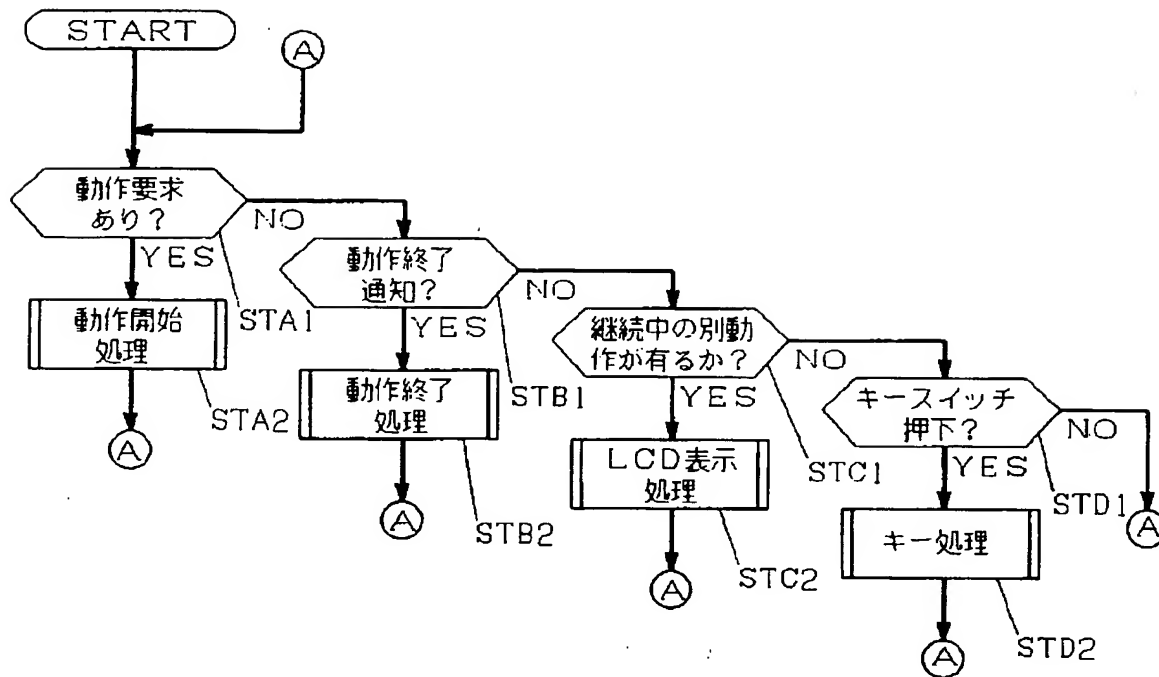 START
A
動作要求
あり?
NO
YES
動作開始
処理
STA1
STA2
A
動作終了
通知?
NO
YES
動作終了
処理
STB1
STB2
A
継続中の別動
作が有るか?
NO
YES
LCD表示
処理
STC1
STC2
A
キースイッチ
押下?
NO
YES
キー処理
STD1
A
STD2
A